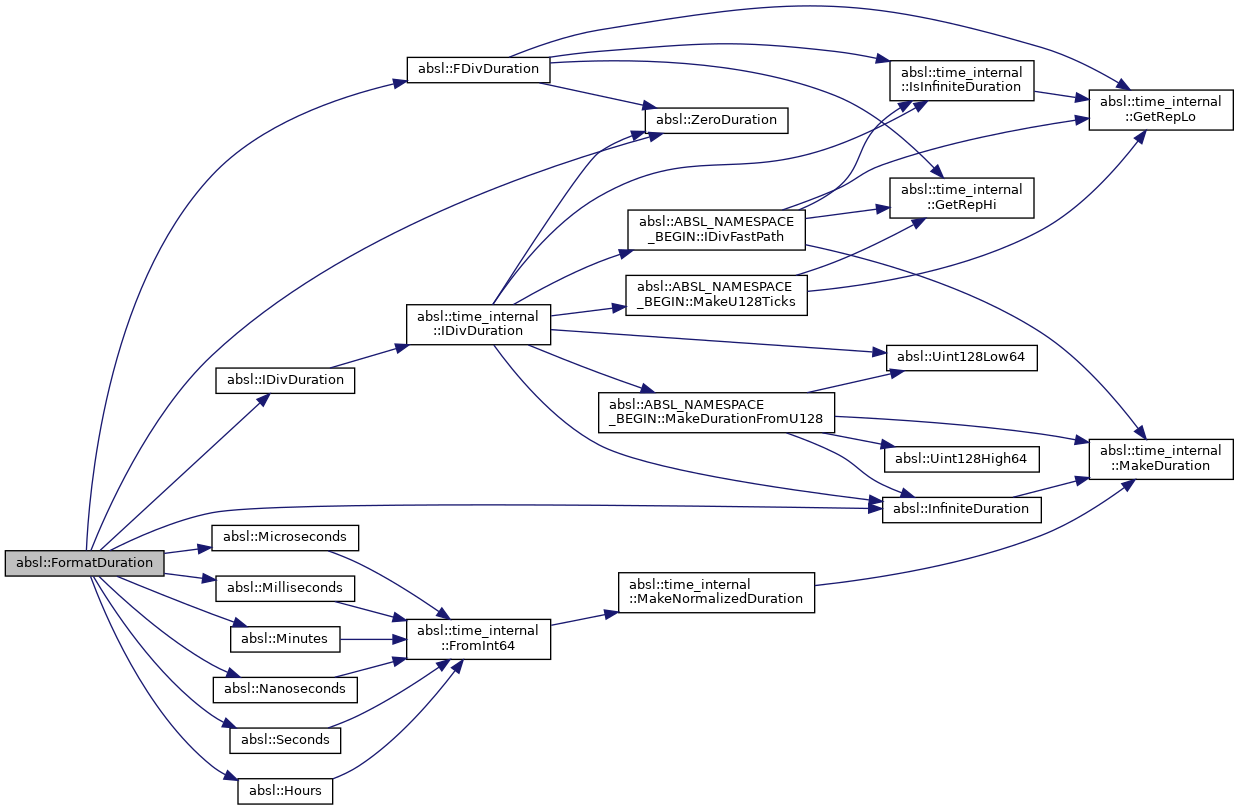 absl::FDivDuration
absl::time_internal
::IsInfiniteDuration
absl::time_internal
::GetRepLo
absl::ZeroDuration
absl::time_internal
::GetRepHi
absl::ABSL_NAMESPACE
_BEGIN::IDivFastPath
absl::ABSL_NAMESPACE
_BEGIN::MakeU128Ticks
absl::time_internal
::IDivDuration
absl::Uint128Low64
absl::IDivDuration
absl::ABSL_NAMESPACE
_BEGIN::MakeDurationFromU128
absl::time_internal
::MakeDuration
absl::Uint128High64
absl::InfiniteDuration
absl::Microseconds
absl::FormatDuration
absl::Milliseconds
absl::time_internal
::MakeNormalizedDuration
absl::Minutes
absl::time_internal
::FromInt64
absl::Nanoseconds
absl::Seconds
absl::Hours